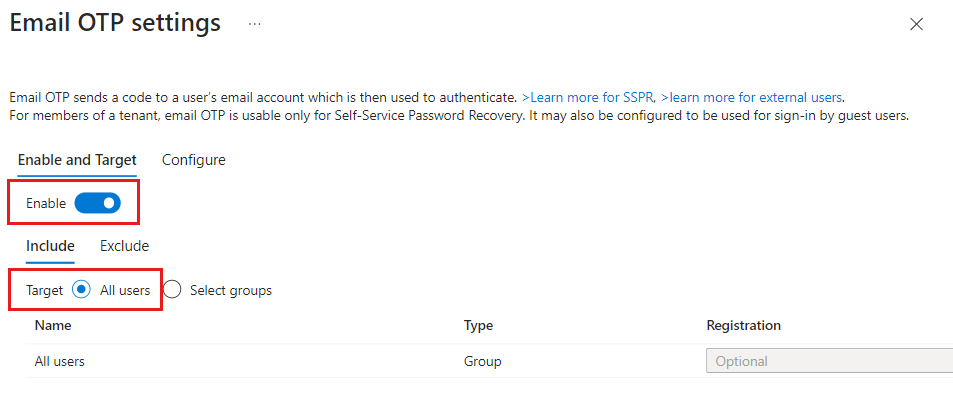 Email OTP settings ...
Email OTP sends a code to a user's email account which is then used to authenticate. >Learn more for SSPR, >learn more for external users.
For members of a tenant, email OTP is usable only for Self-Service Password Recovery. It may also be configured to be used for sign-in by guest users.
Enable and Target Configure
Enable
Include Exclude
Target All users Select groups
Name Type Registration
All users Group Optional